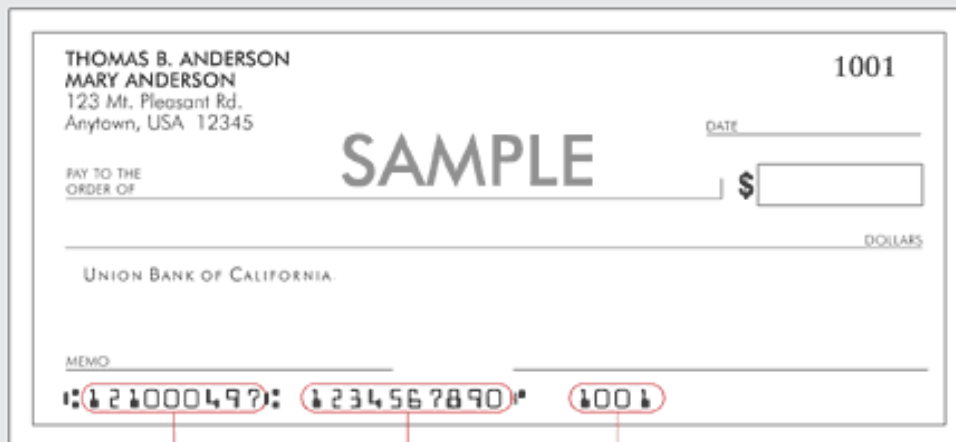 THOMAS B. ANDERSON
MARY ANDERSON
123 Mt. Pleasant Rd.
Anytown, USA 12345
1001
DATE
SAMPLE
PAY TO THE
ORDER OF
$
DOLLARS
UNION BANK OF CALIFORNIA
MEMO
⑆121000497⑆ 1234567890⑈ 1001